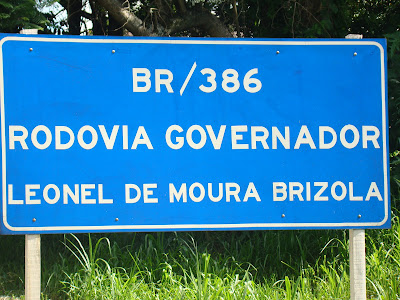 BR/386
RODOVIA GOVERNADOR
LEONEL DE MOURA BRIZOLA